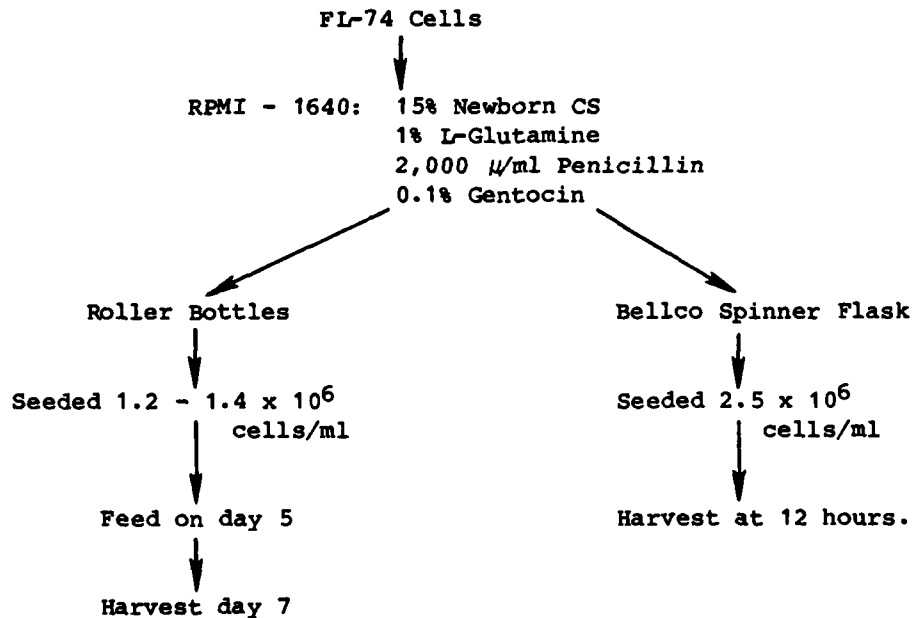 FL-74 Cells
RPMI - 1640: 15% Newborn CS
1% L-Glutamine
2,000 μ/ml Penicillin
0.1% Gentocin
Roller Bottles
Seeded 1.2 - 1.4 x 10⁶
cells/ml
Feed on day 5
Harvest day 7
Bellco Spinner Flask
Seeded 2.5 x 10⁶
cells/ml
Harvest at 12 hours.